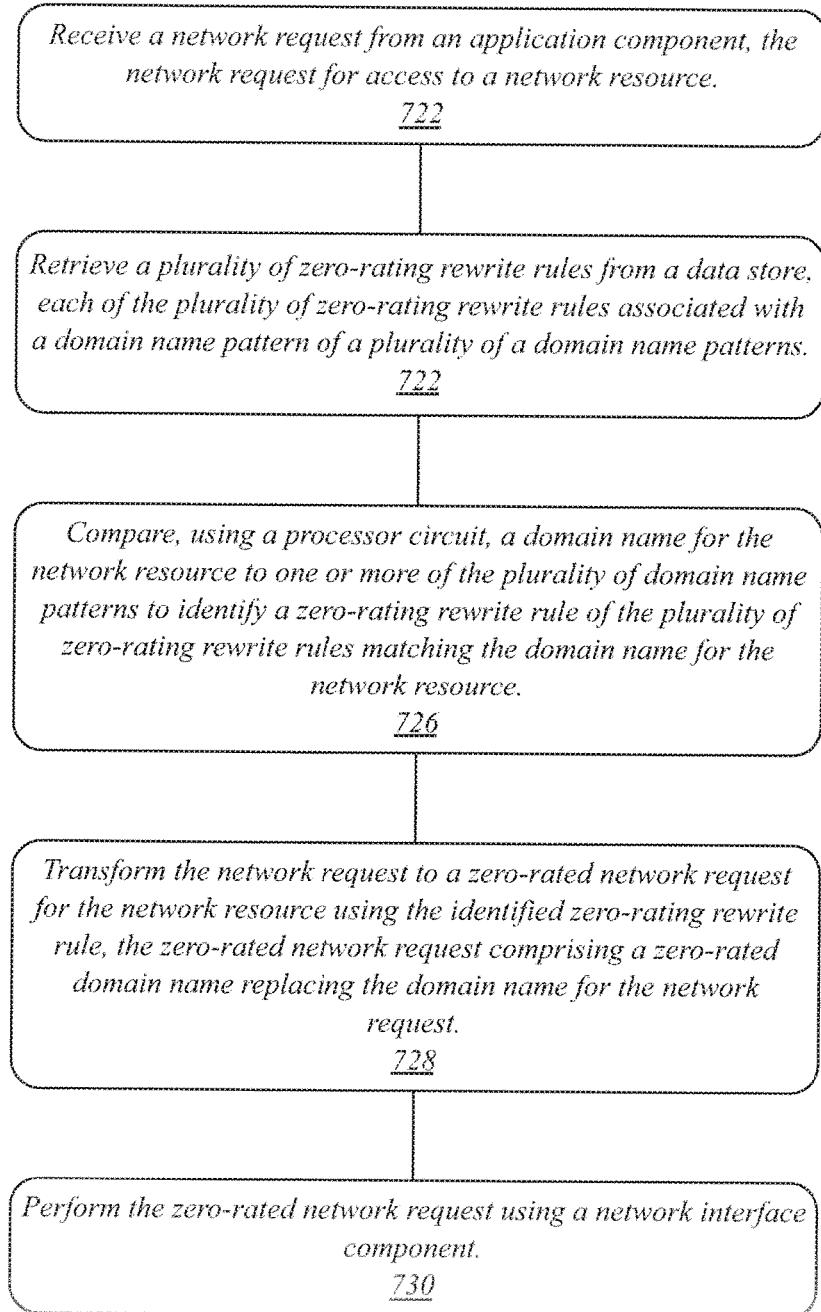 Receive a network request from an application component, the
network request for access to a network resource.
722
Retrieve a plurality of zero-rating rewrite rules from a data store,
each of the plurality of zero-rating rewrite rules associated with
a domain name pattern of a plurality of a domain name patterns.
722
Compare, using a processor circuit, a domain name for the
network resource to one or more of the plurality of domain name
patterns to identify a zero-rating rewrite rule of the plurality of
zero-rating rewrite rules matching the domain name for the
network resource.
726
Transform the network request to a zero-rated network request
for the network resource using the identified zero-rating rewrite
rule, the zero-rated network request comprising a zero-rated
domain name replacing the domain name for the network
request.
728
Perform the zero-rated network request using a network interface
component.
730